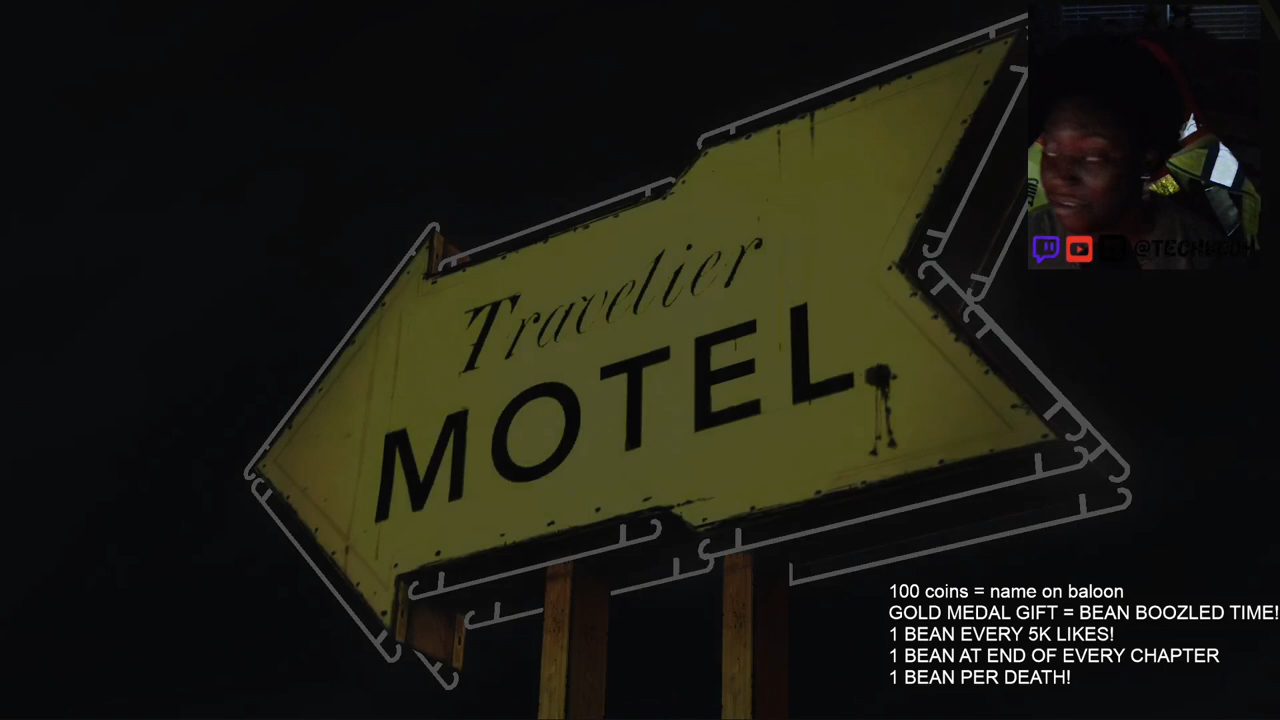 Travelier
MOTEL
100 coins = name on baloon
GOLD MEDAL GIFT = BEAN BOOZLED TIME!
1 BEAN EVERY 5K LIKES!
1 BEAN AT END OF EVERY CHAPTER
1 BEAN PER DEATH!